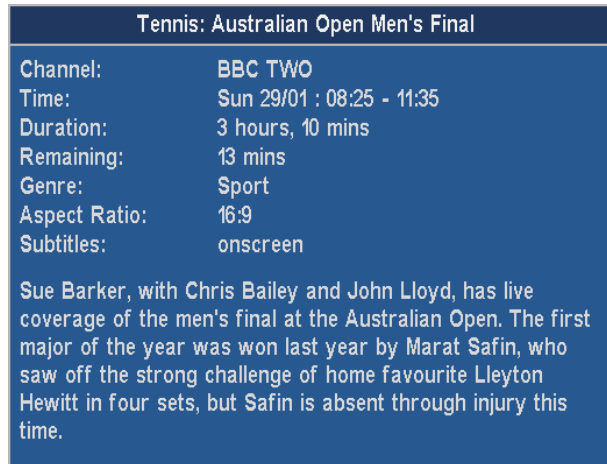 Tennis: Australian Open Men's Final
Channel: BBC TWO
Time: Sun 29/01 : 08:25 - 11:35
Duration: 3 hours, 10 mins
Remaining: 13 mins
Genre: Sport
Aspect Ratio: 16:9
Subtitles: onscreen
Sue Barker, with Chris Bailey and John Lloyd, has live
coverage of the men's final at the Australian Open. The first
major of the year was won last year by Marat Safin, who
saw off the strong challenge of home favourite Lleyton
Hewitt in four sets, but Safin is absent through injury this
time.